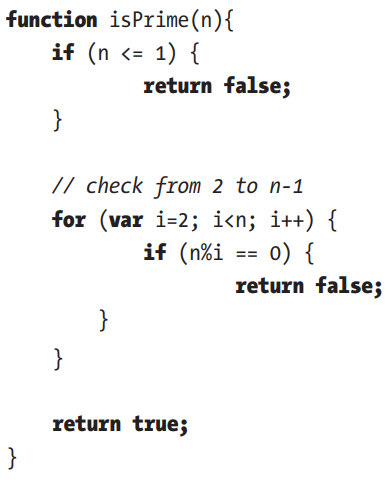 function isPrime(n){
if (n <= 1) {
return false;
}
// check from 2 to n-1
for (var i=2; i<n; i++) {
if (n%i == 0) {
return false;
}
}
return true;
}